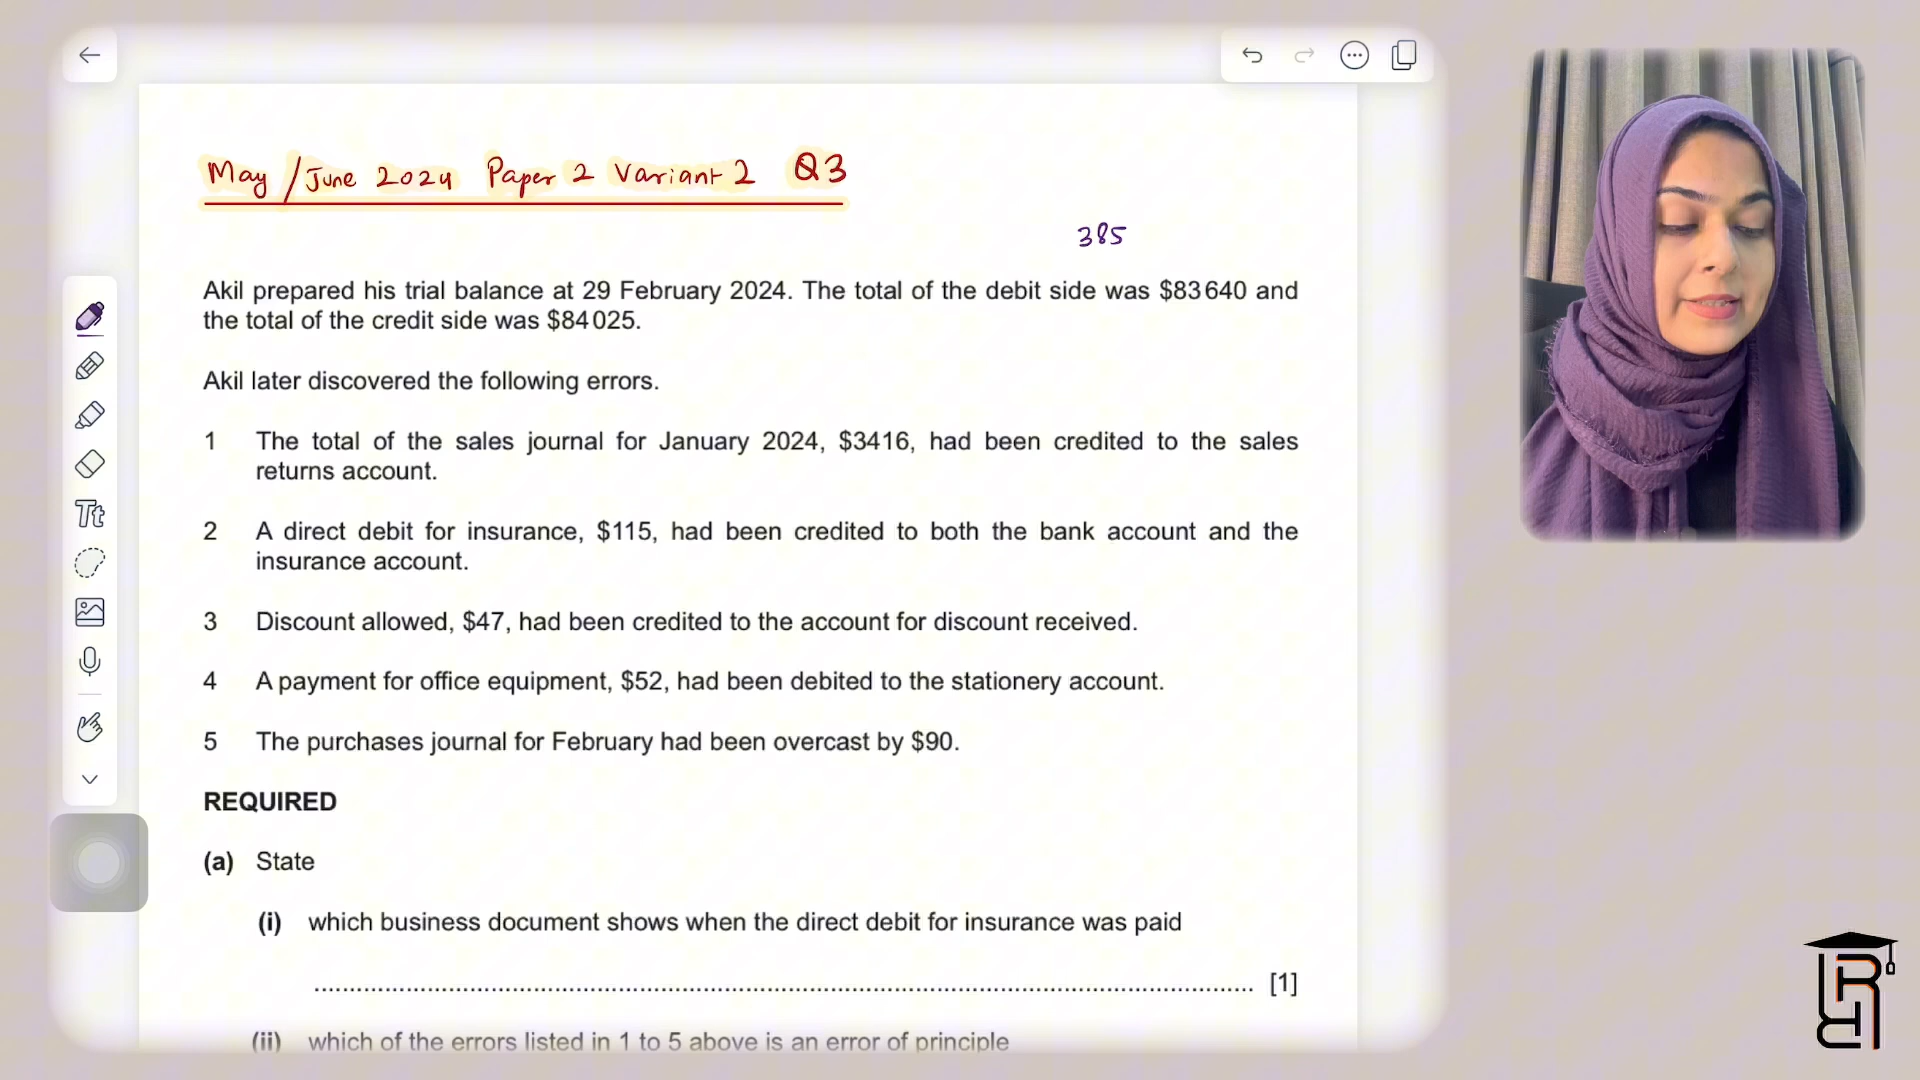 May / June 2024 Paper 2 Variant 2 Q3
385
Akil prepared his trial balance at 29 February 2024. The total of the debit side was $83 640 and
the total of the credit side was $84 025.
Akil later discovered the following errors.
1 The total of the sales journal for January 2024, $3416, had been credited to the sales
returns account.
2 A direct debit for insurance, $115, had been credited to both the bank account and the
insurance account.
3 Discount allowed, $47, had been credited to the account for discount received.
4 A payment for office equipment, $52, had been debited to the stationery account.
5 The purchases journal for February had been overcast by $90.
REQUIRED
(a) State
(i) which business document shows when the direct debit for insurance was paid
.......................................................................................................................................... [1]
(ii) which of the errors listed in 1 to 5 above is an error of principle
Tt